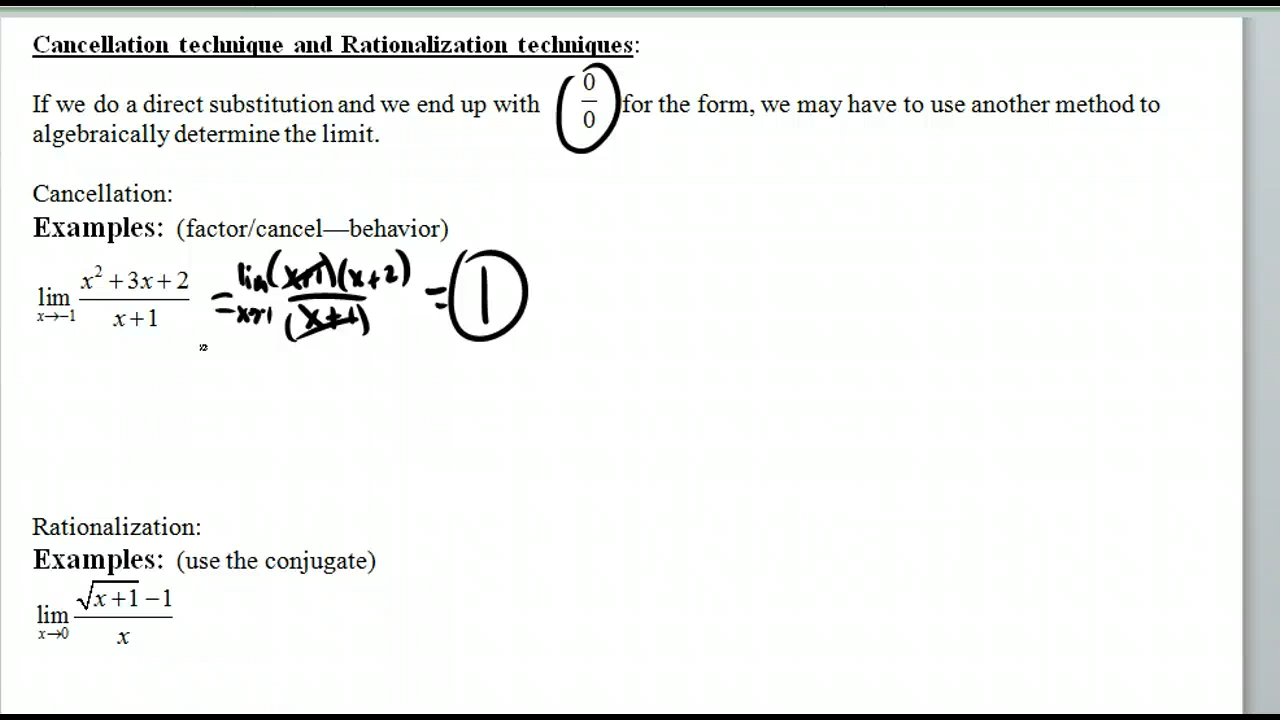 Cancellation technique and Rationalization techniques:
If we do a direct substitution and we end up with 0/0 for the form, we may have to use another method to
algebraically determine the limit.
Cancellation:
Examples: (factor/cancel—behavior)
lim x→-1 (x² + 3x + 2)/(x + 1) = lim x→-1 (x+1)(x+2)/(x+1) = 1
Rationalization:
Examples: (use the conjugate)
lim x→0 (√(x+1) − 1)/x